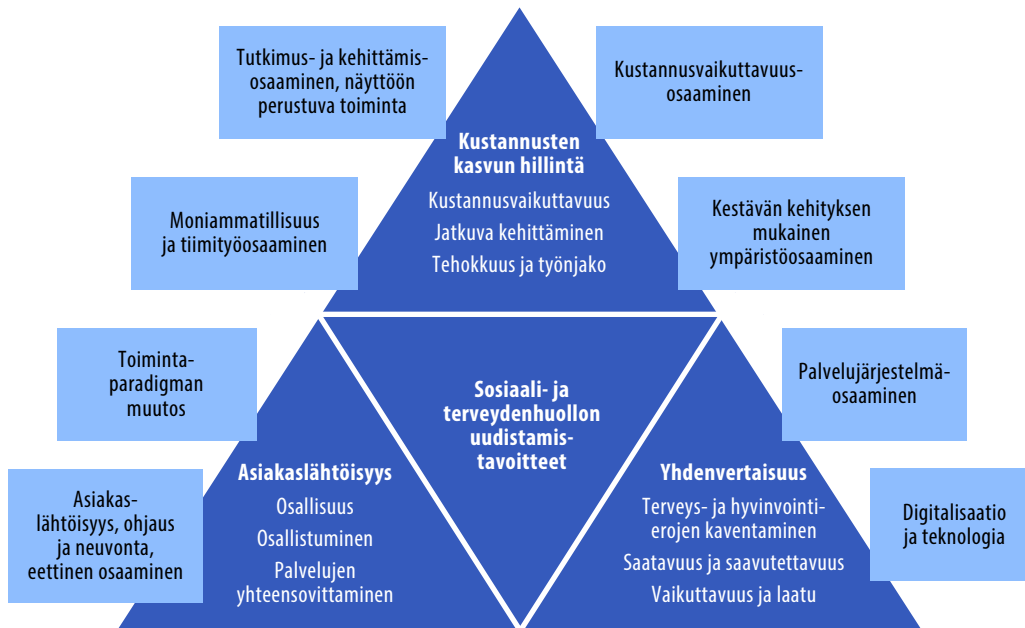 Tutkimus- ja kehittämis-
osaaminen, näyttöön
perustuva toiminta
Kustannusvaikuttavuus-
osaaminen
Kustannusten
kasvun hillintä
Kustannusvaikuttavuus
Jatkuva kehittäminen
Tehokkuus ja työnjako
Moniammatillisuus
ja tiimityöosaaminen
Kestävän kehityksen
mukainen
ympäristöosaaminen
Toiminta-
paradigman
muutos
Sosiaali- ja
terveydenhuollon
uudistamis-
tavoitteet
Palvelujärjestelmä-
osaaminen
Asiakas-
lähtöisyys, ohjaus
ja neuvonta,
eettinen osaaminen
Asiakaslähtöisyys
Osallisuus
Osallistuminen
Palvelujen
yhteensovittaminen
Yhdenvertaisuus
Terveys- ja hyvinvointi-
erojen kaventaminen
Saatavuus ja saavutettavuus
Vaikuttavuus ja laatu
Digitalisaatio
ja teknologia